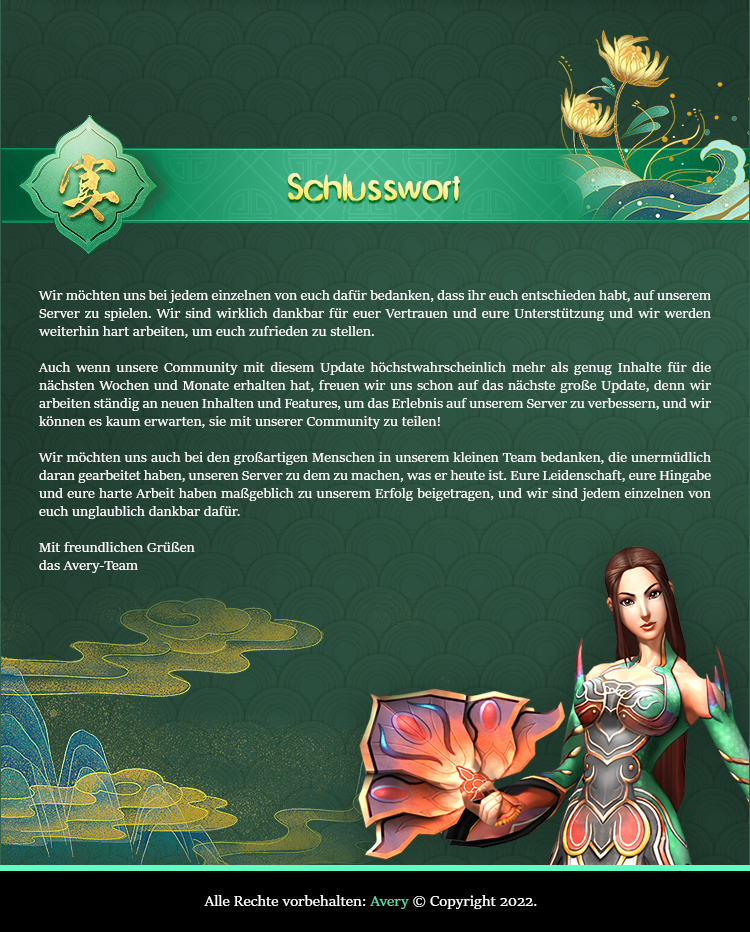 宴
Schlusswort
Wir möchten uns bei jedem einzelnen von euch dafür bedanken, dass ihr euch entschieden habt, auf unserem
Server zu spielen. Wir sind wirklich dankbar für euer Vertrauen und eure Unterstützung und wir werden
weiterhin hart arbeiten, um euch zufrieden zu stellen.
Auch wenn unsere Community mit diesem Update höchstwahrscheinlich mehr als genug Inhalte für die
nächsten Wochen und Monate erhalten hat, freuen wir uns schon auf das nächste große Update, denn wir
arbeiten ständig an neuen Inhalten und Features, um das Erlebnis auf unserem Server zu verbessern, und wir
können es kaum erwarten, sie mit unserer Community zu teilen!
Wir möchten uns auch bei den großartigen Menschen in unserem kleinen Team bedanken, die unermüdlich
daran gearbeitet haben, unseren Server zu dem zu machen, was er heute ist. Eure Leidenschaft, eure Hingabe
und eure harte Arbeit haben maßgeblich zu unserem Erfolg beigetragen, und wir sind jedem einzelnen von
euch unglaublich dankbar dafür.
Mit freundlichen Grüßen
das Avery-Team
Alle Rechte vorbehalten: Avery © Copyright 2022.